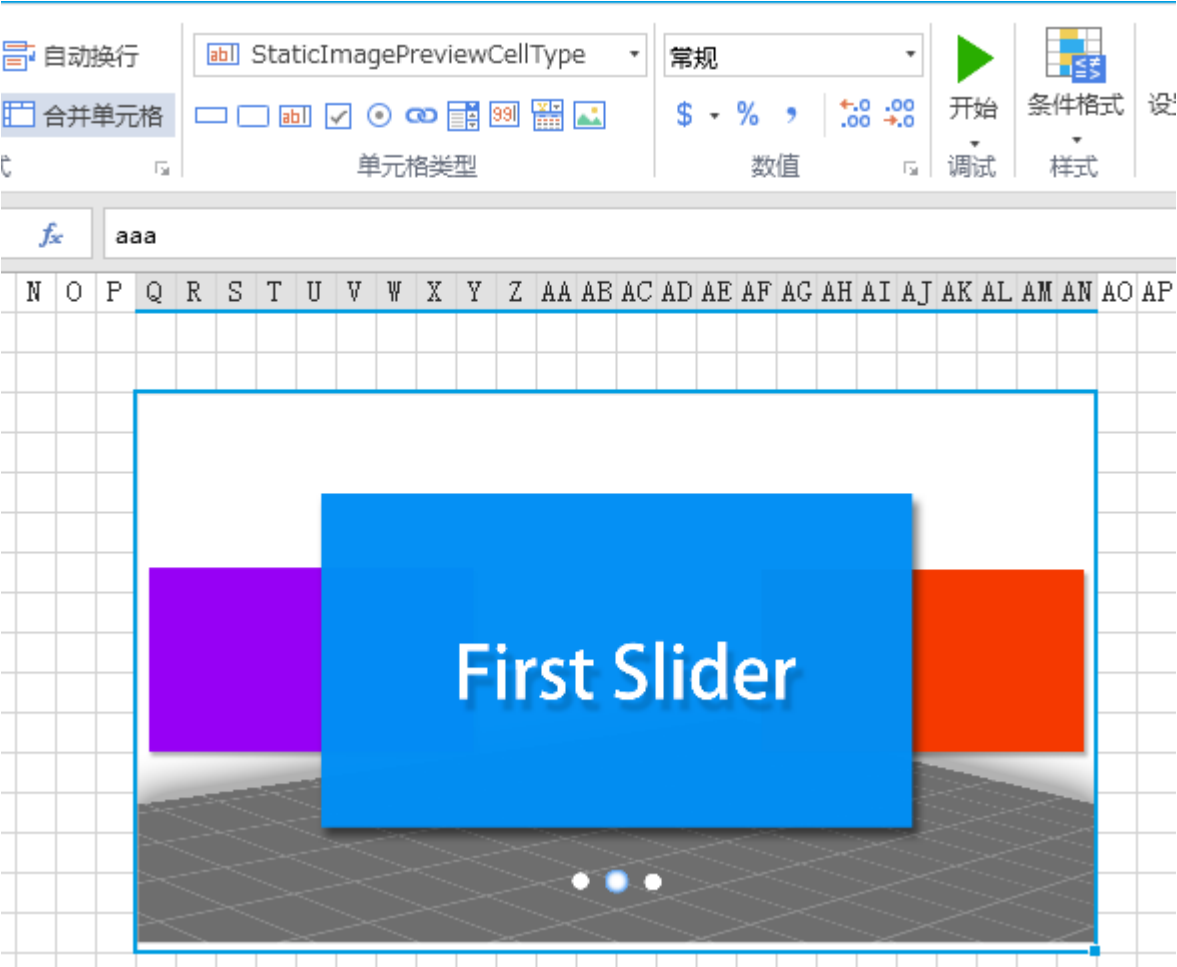 自动换行 StaticImagePreviewCellType 常规
合并单元格 $ % , .0 .00 .00 .0 开始 条件格式
单元格类型 数值 调试 样式
fx aaa
N O P Q R S T U V W X Y Z AA AB AC AD AE AF AG AH AI AJ AK AL AM AN AO AP
First Slider